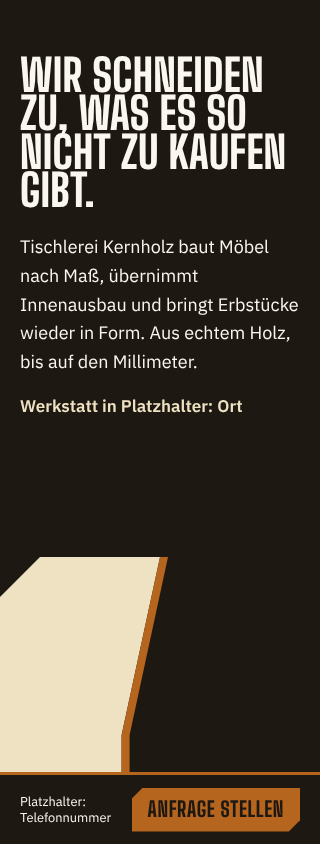 WIR SCHNEIDEN
ZU, WAS ES SO
NICHT ZU KAUFEN
GIBT.
Tischlerei Kernholz baut Möbel
nach Maß, übernimmt
Innenausbau und bringt Erbstücke
wieder in Form. Aus echtem Holz,
bis auf den Millimeter.
Werkstatt in Platzhalter: Ort
Platzhalter:
Telefonnummer
ANFRAGE STELLEN